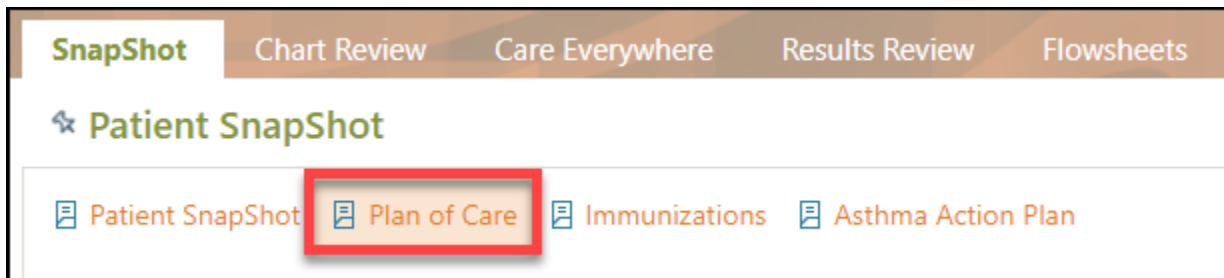 SnapShot Chart Review Care Everywhere Results Review Flowsheets
Patient SnapShot
Patient SnapShot Plan of Care Immunizations Asthma Action Plan